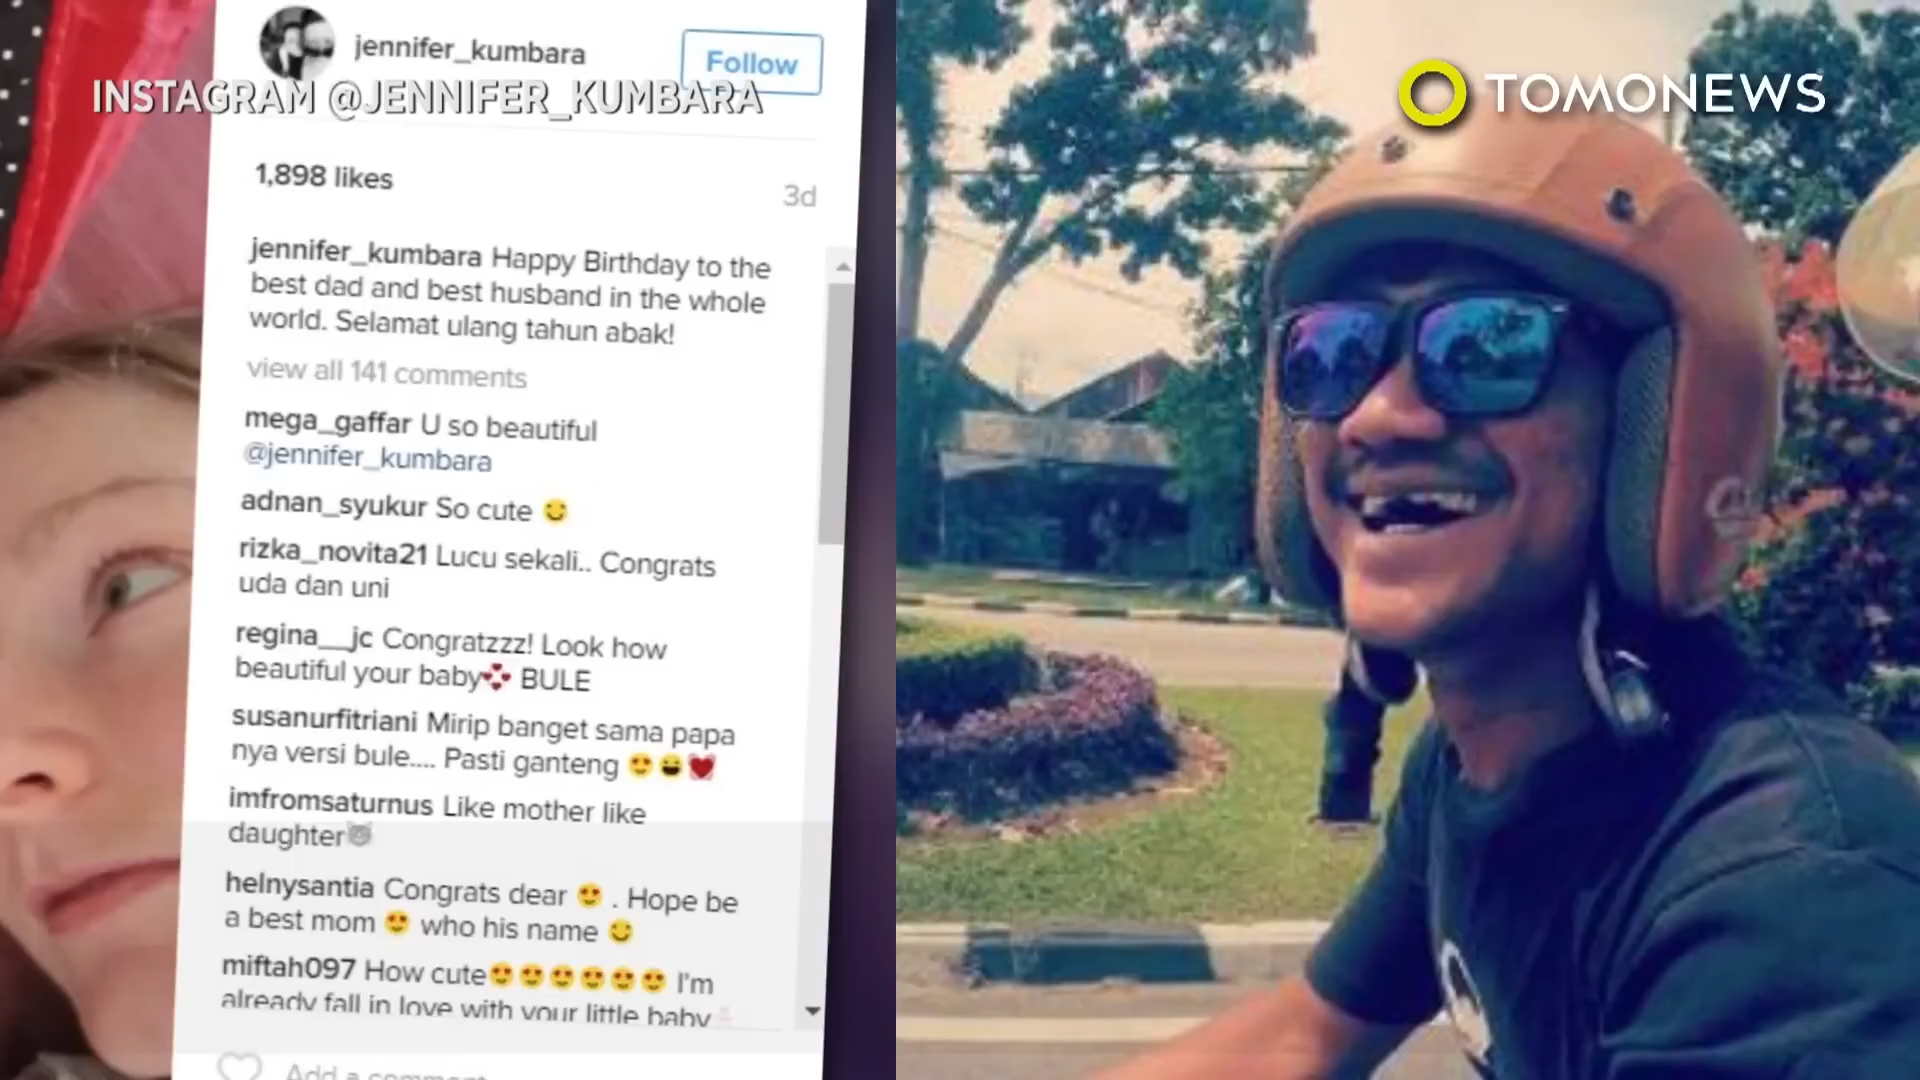 jennifer_kumbara
Follow
INSTAGRAM @JENNIFER_KUMBARA
TOMONEWS
1,898 likes
3d
jennifer_kumbara Happy Birthday to the
best dad and best husband in the whole
world. Selamat ulang tahun abak!
view all 141 comments
mega_gaffar U so beautiful
@jennifer_kumbara
adnan_syukur So cute 😊
rizka_novita21 Lucu sekali.. Congrats
uda dan uni
regina__jc Congratzzz! Look how
beautiful your baby💞 BULE
susanurfitriani Mirip banget sama papa
nya versi bule.... Pasti ganteng 😍😄💓
imfromsaturnus Like mother like
daughter
helnysantia Congrats dear 😍 . Hope be
a best mom 😍 who his name 😊
miftah097 How cute😍😍😍😍😍😍 I'm
already fall in love with your little baby
Add a comment